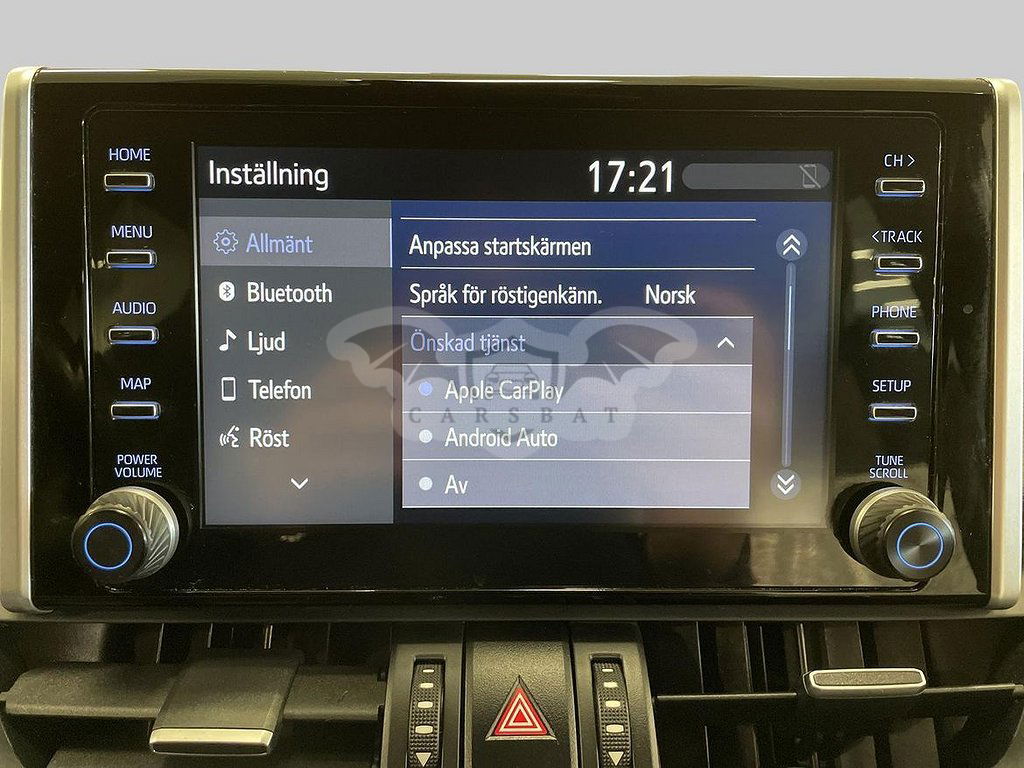 HOME
MENU
AUDIO
MAP
POWER
VOLUME
Inställning
17:21
Allmänt
Bluetooth
Ljud
Telefon
Röst
Anpassa startskärmen
Språk för röstigenkänn. Norsk
Önskad tjänst
Apple CarPlay
CARSBAT
Android Auto
Av
CH >
<TRACK
PHONE
SETUP
TUNE
SCROLL